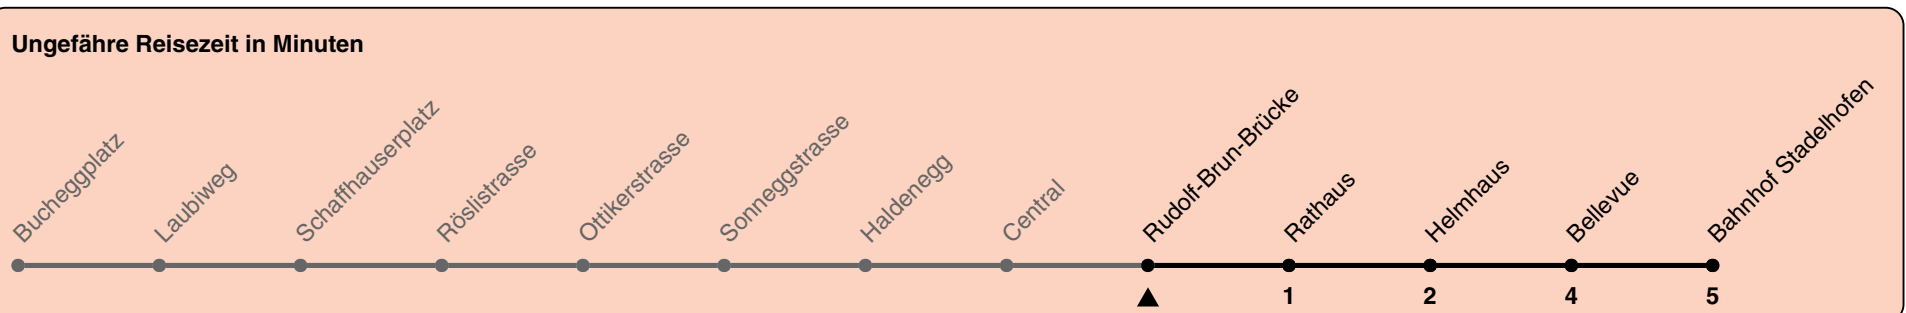 Ungefähre Reisezeit in Minuten
Bucheggplatz
Laubiweg
Schaffhauserplatz
Röslistrasse
Ottikerstrasse
Sonneggstrasse
Haldenegg
Central
Rudolf-Brun-Brücke
Rathaus
Helmhaus
Bellevue
Bahnhof Stadelhofen
1 2 4 5